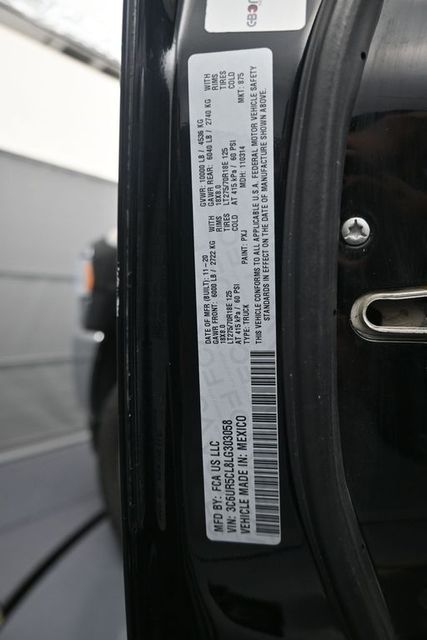 MFD BY: FCA US LLC
DATE OF MFR (BUILT): 11-20
GVWR: 10000 LB / 4536 KG
GAWR FRONT: 6000 LB / 2722 KG
GAWR REAR: 6040 LB / 2740 KG
WITH
18X8.0
RIMS
18X8.0
WITH
RIMS
LT275/70R18E 125
TIRES
LT275/70R18E 125
TIRES
AT 415 kPa / 60 PSI
COLD
AT 415 kPa / 60 PSI
COLD
TYPE: TRUCK
PAINT: PXJ
MDH: 110314
MKT: 875
THIS VEHICLE CONFORMS TO ALL APPLICABLE U.S.A. FEDERAL MOTOR VEHICLE SAFETY
STANDARDS IN EFFECT ON THE DATE OF MANUFACTURE SHOWN ABOVE.
VIN: 3C6UR5CL8LG303058
VEHICLE MADE IN: MEXICO